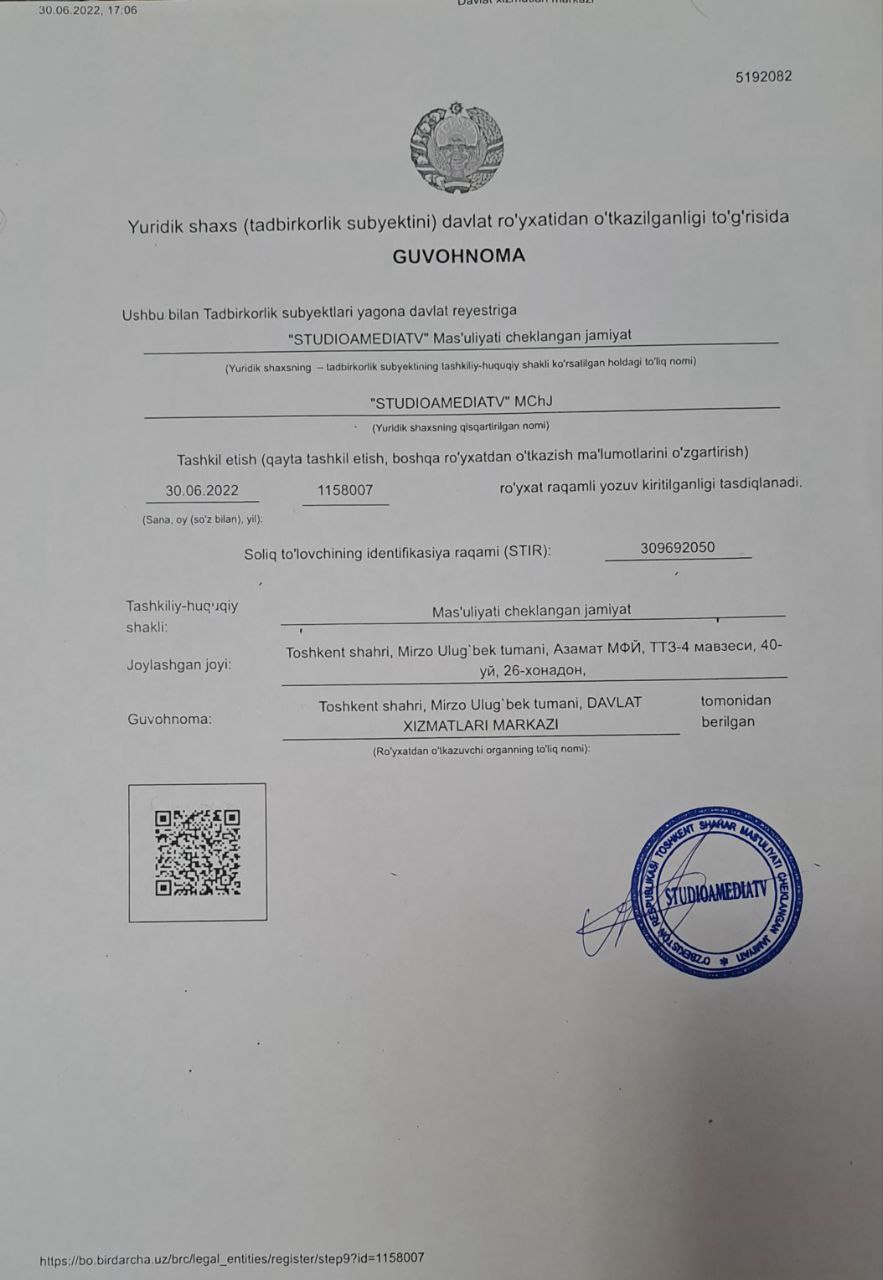 30.06.2022, 17:06
Davlat xizmatlari markazi
5192082
Yuridik shaxs (tadbirkorlik subyektini) davlat ro'yxatidan o'tkazilganligi to'g'risida
GUVOHNOMA
Ushbu bilan Tadbirkorlik subyektlari yagona davlat reyestriga
"STUDIOAMEDIATV" Mas'uliyati cheklangan jamiyat
(Yuridik shaxsning – tadbirkorlik subyektining tashkiliy-huquqiy shakli ko'rsatilgan holdagi to'liq nomi)
"STUDIOAMEDIATV" MChJ
(Yuridik shaxsning qisqartirilgan nomi)
Tashkil etish (qayta tashkil etish, boshqa ro'yxatdan o'tkazish ma'lumotlarini o'zgartirish)
30.06.2022 1158007 ro'yxat raqamli yozuv kiritilganligi tasdiqlanadi.
(Sana, oy (so'z bilan), yil):
Soliq to'lovchining identifikasiya raqami (STIR): 309692050
Tashkiliy-huquqiy
shakli:
Mas'uliyati cheklangan jamiyat
Joylashgan joyi:
Toshkent shahri, Mirzo Ulug`bek tumani, Азамат МФЙ, ТТЗ-4 мавзеси, 40-
уй, 26-хонадон,
Guvohnoma:
Toshkent shahri, Mirzo Ulug`bek tumani, DAVLAT
XIZMATLARI MARKAZI
tomonidan
berilgan
(Ro'yxatdan o'tkazuvchi organning to'liq nomi):
O'ZBEKISTON RESPUBLIKASI TOSHKENT SHAHAR MAS'ULIYATI CHEKLANGAN JAMIYATI
STUDIOAMEDIATV
https://bo.birdarcha.uz/brc/legal_entities/register/step9?id=1158007